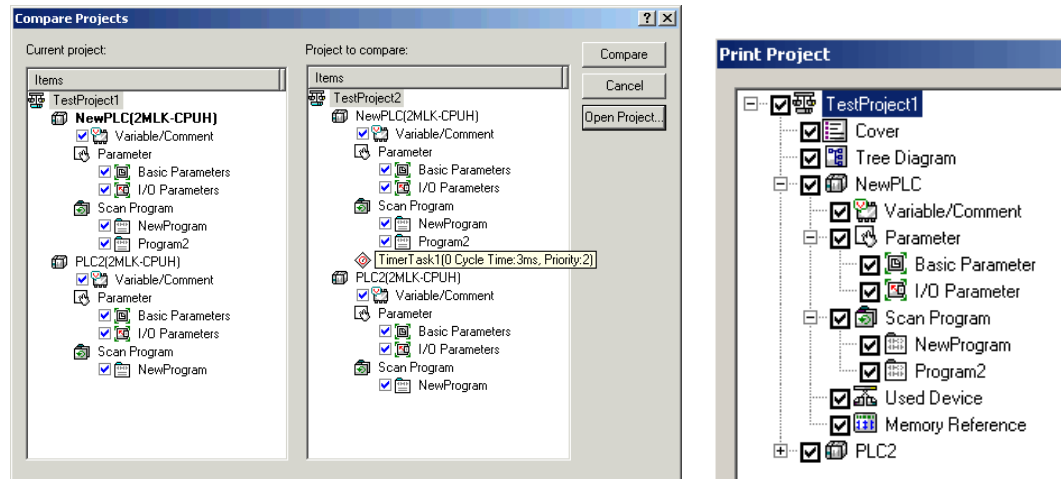 Compare Projects
Current project:
Items
TestProject1
NewPLC(2MLK-CPUH)
Variable/Comment
Parameter
Basic Parameters
I/O Parameters
Scan Program
NewProgram
Program2
PLC2(2MLK-CPUH)
Variable/Comment
Parameter
Basic Parameters
I/O Parameters
Scan Program
NewProgram
Project to compare:
Items
TestProject2
NewPLC(2MLK-CPUH)
Variable/Comment
Parameter
Basic Parameters
I/O Parameters
Scan Program
NewProgram
Program2
TimerTask1(0 Cycle Time:3ms, Priority:2)
PLC2(2MLK-CPUH)
Variable/Comment
Parameter
Basic Parameters
I/O Parameters
Scan Program
NewProgram
Compare
Cancel
Open Project...
Print Project
TestProject1
Cover
Tree Diagram
NewPLC
Variable/Comment
Parameter
Basic Parameter
I/O Parameter
Scan Program
NewProgram
Program2
Used Device
Memory Reference
PLC2